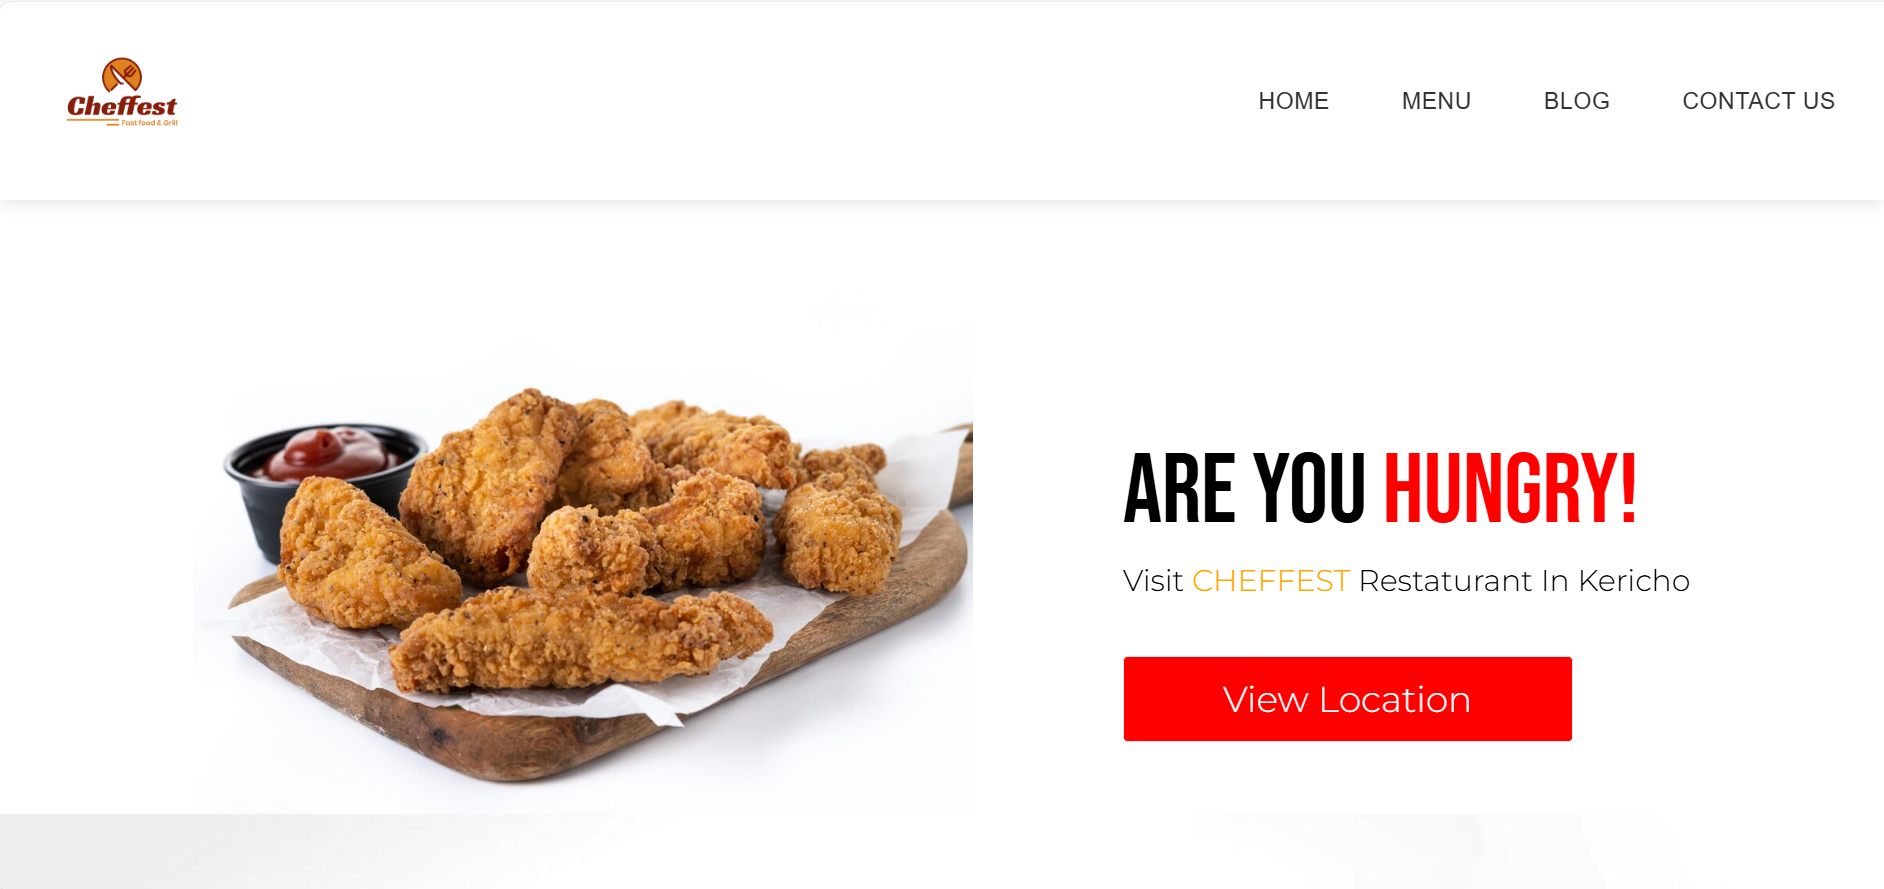 Cheffest
Fast food & Grill
HOME MENU BLOG CONTACT US
ARE YOU HUNGRY!
Visit CHEFFEST Restaturant In Kericho
View Location